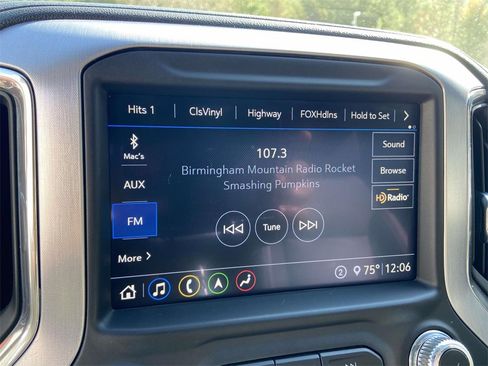 Hits 1 ClsVinyl Highway FOXHdlns Hold to Set
Mac's
107.3
Sound
Birmingham Mountain Radio Rocket
Browse
AUX
Smashing Pumpkins
HD Radio
FM
Tune
More
2 75° 12:06